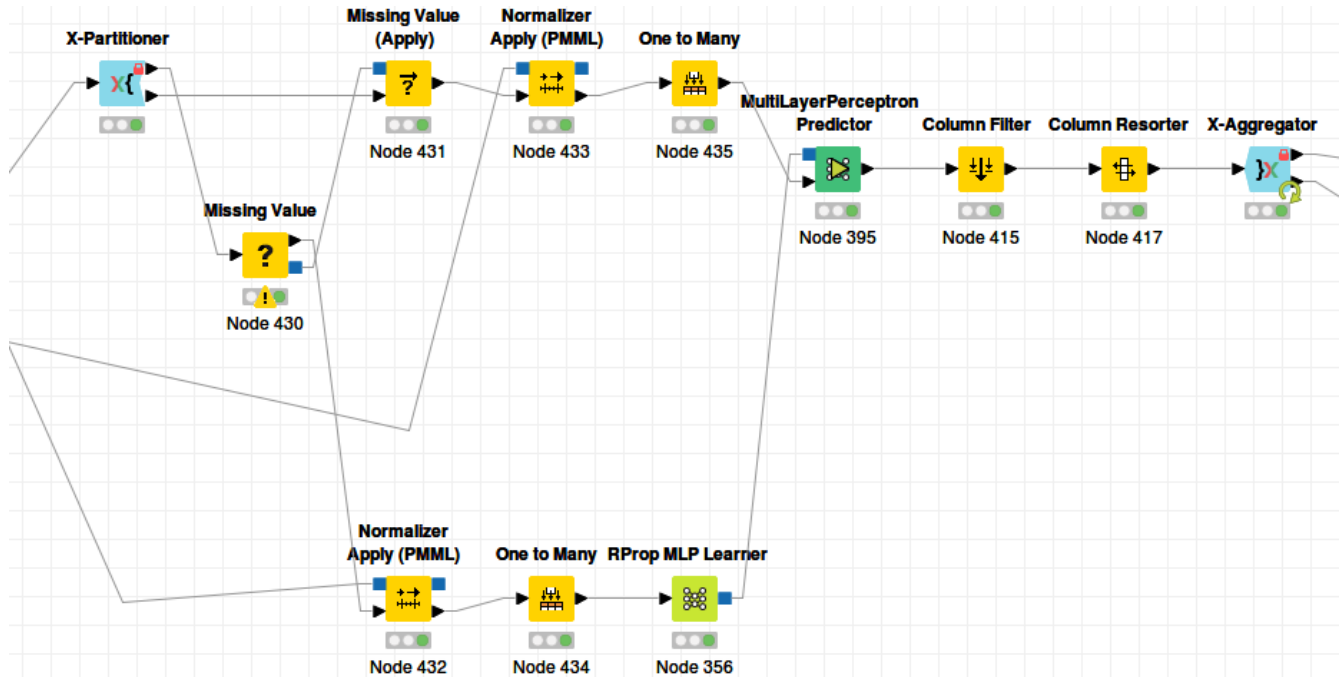 Missing Value
(Apply)
Normalizer
Apply (PMML)
X-Partitioner
One to Many
X{
?
Node 431
Node 433
Node 435
MultiLayerPerceptron
Predictor
Column Filter
Column Resorter
X-Aggregator
}X
Node 395
Node 415
Node 417
Missing Value
?
!
Node 430
Normalizer
Apply (PMML)
One to Many
RProp MLP Learner
Node 432
Node 434
Node 356